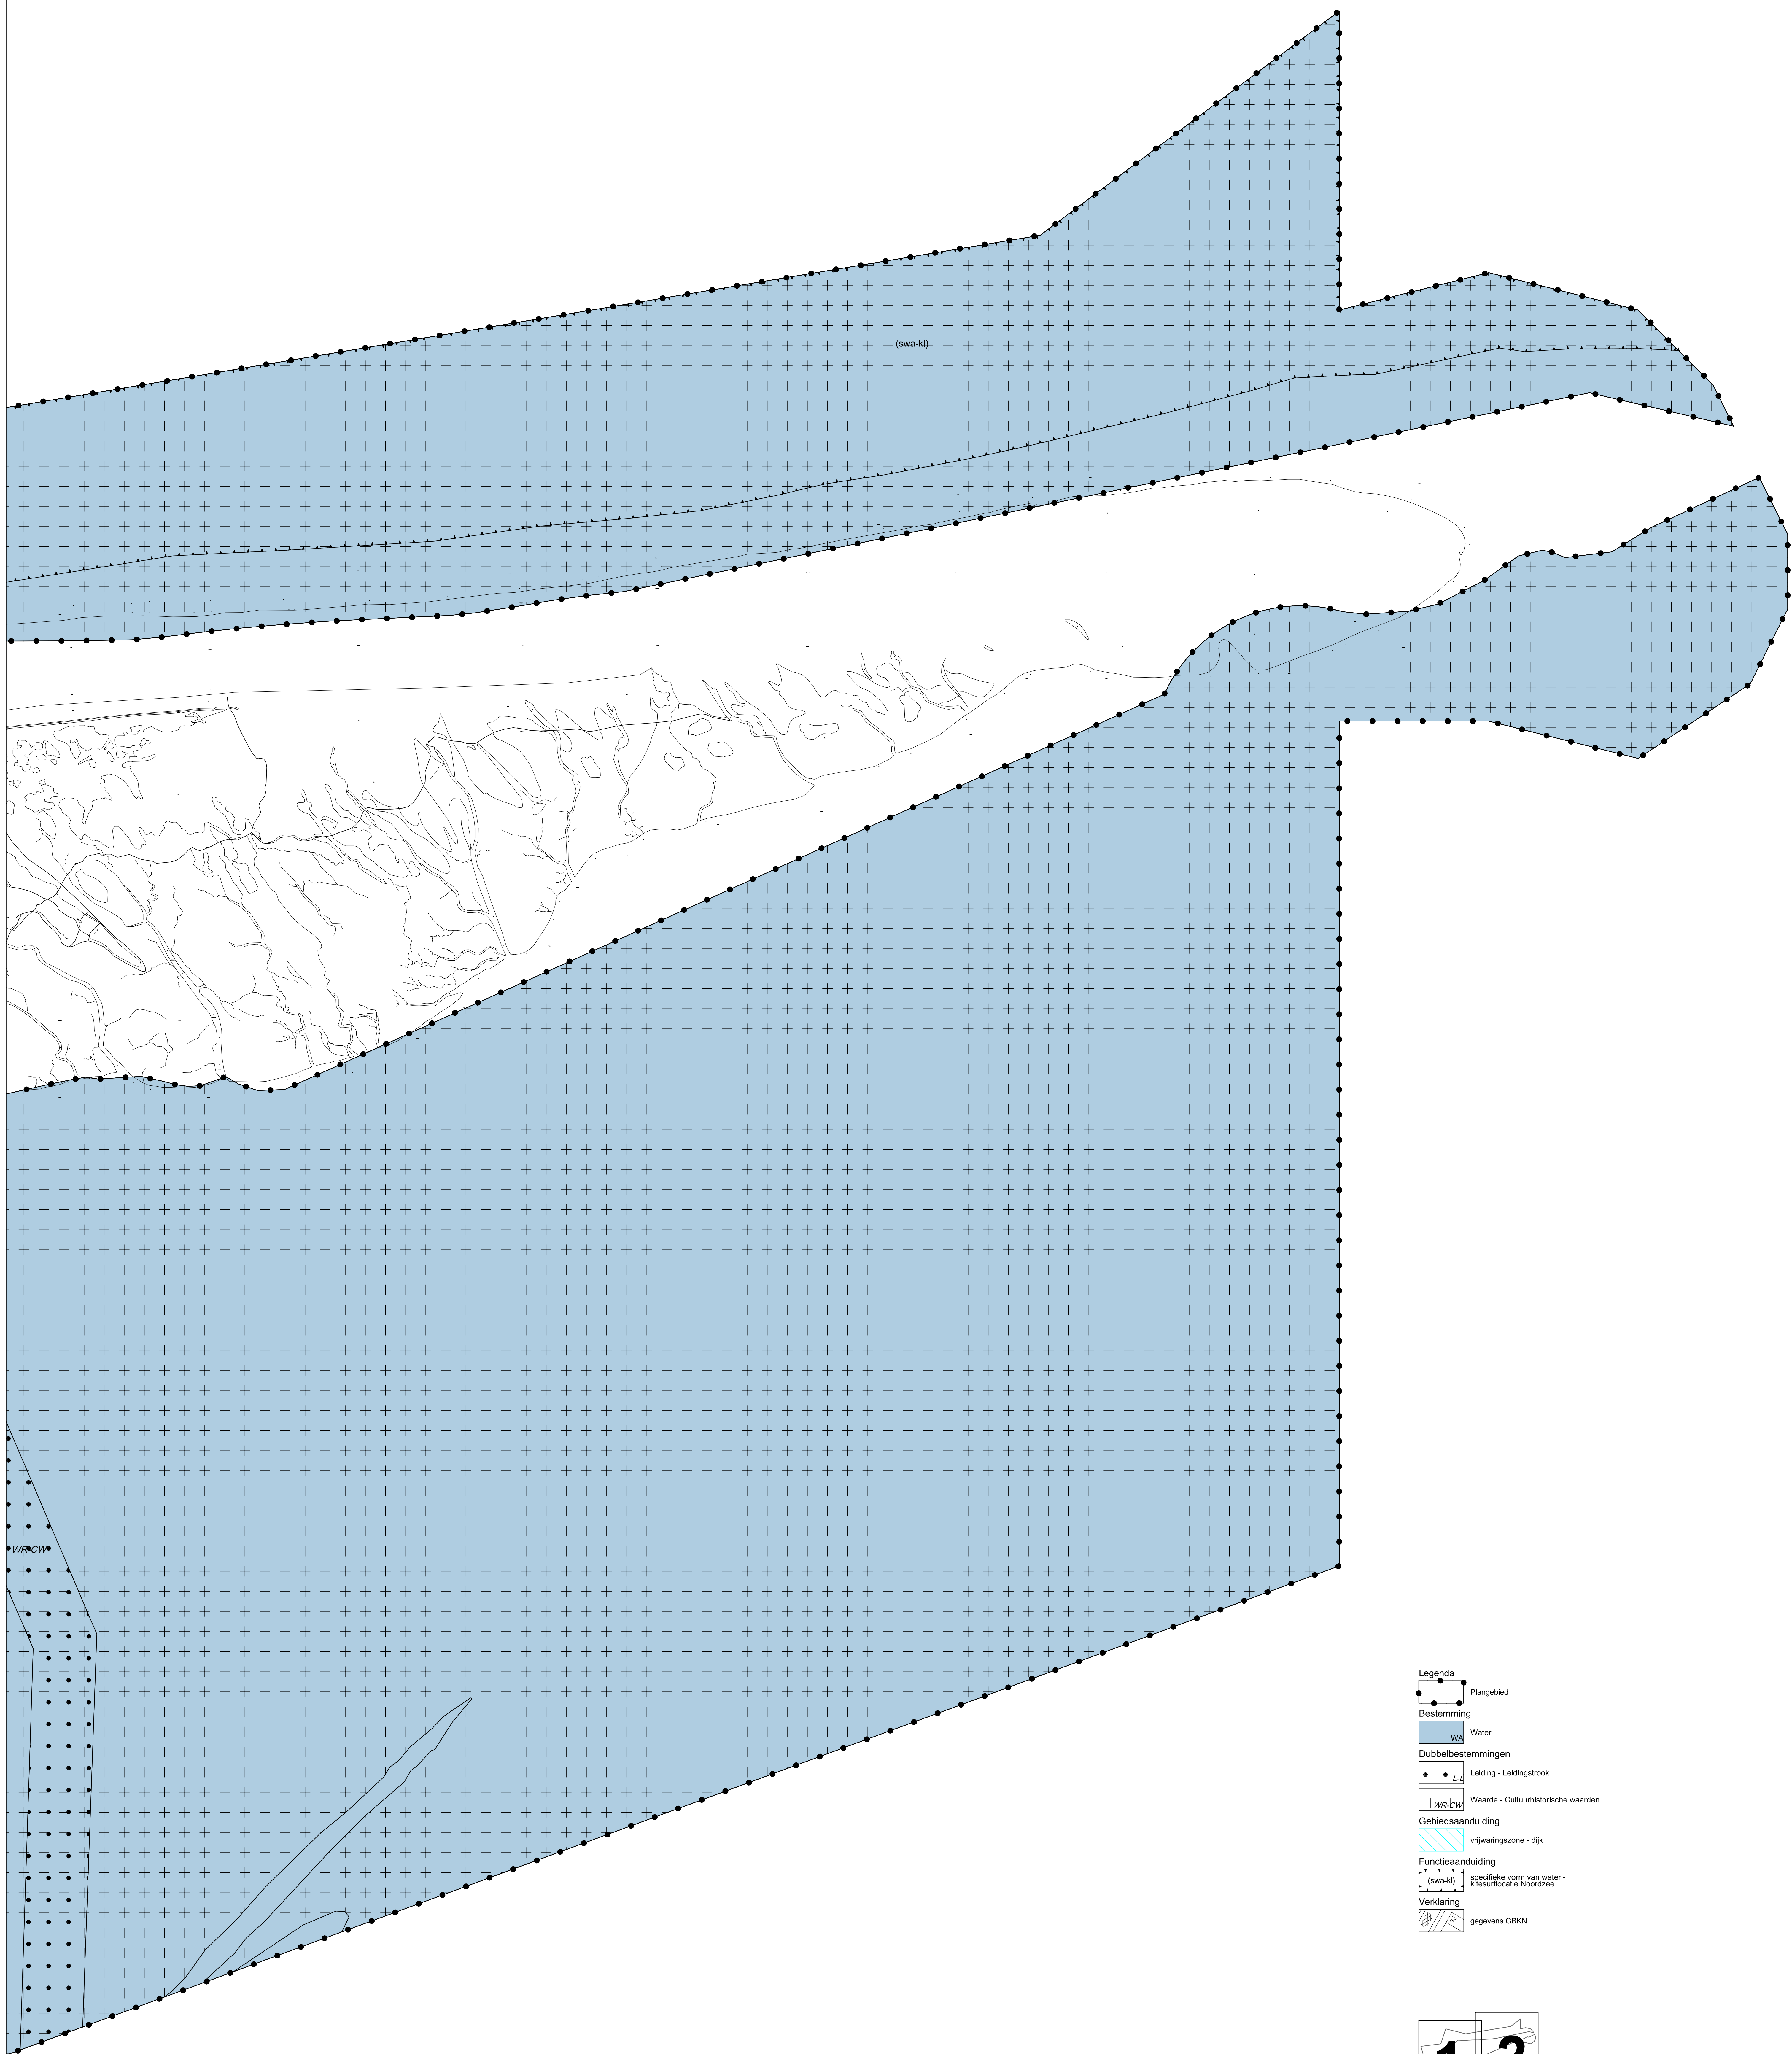 (swa-kl)
WR-CW
Legenda
Plangebied
Bestemming
WA
Water
Dubbelbestemmingen
L-L
Leiding - Leidingstrook
WR-CW
Waarde - Cultuurhistorische waarden
Gebiedsaanduiding
vrijwaringszone - dijk
Functieaanduiding
(swa-kl)
specifieke vorm van water -
kitesurflocatie Noordzee
Verklaring
gegevens GBKN
1
2